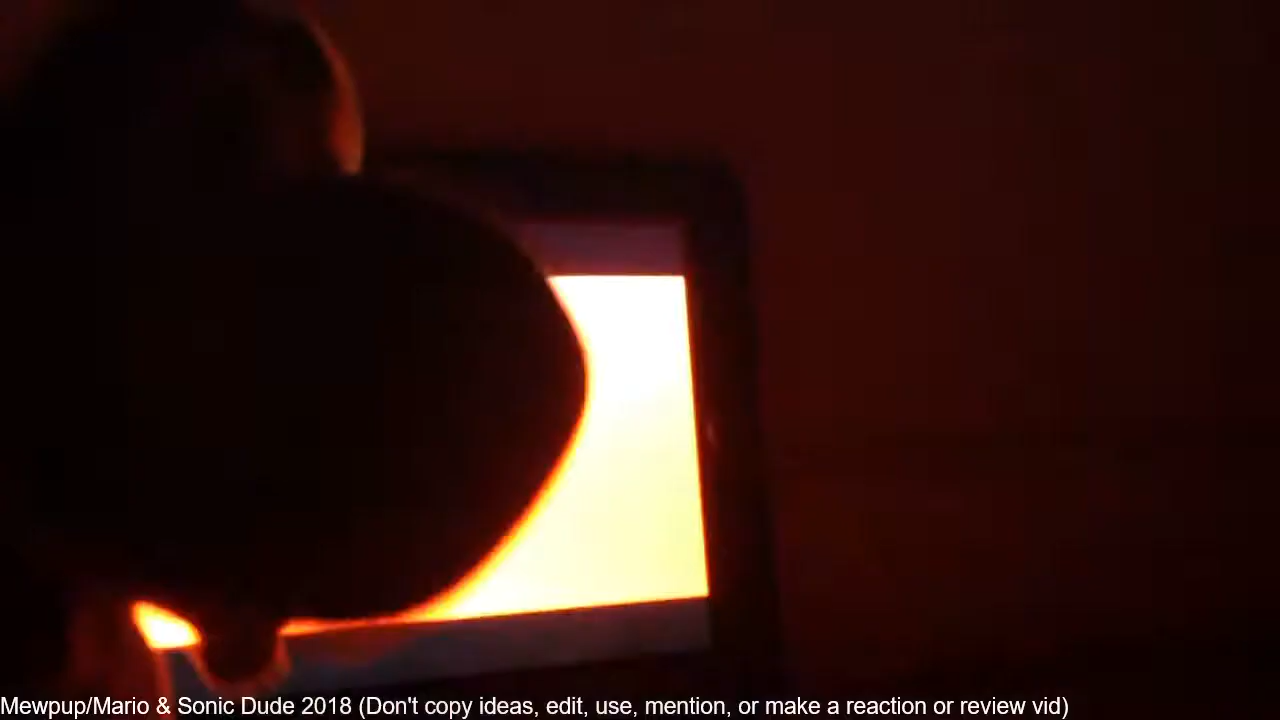 Mewpup/Mario & Sonic Dude 2018 (Don't copy ideas, edit, use, mention, or make a reaction or review vid)